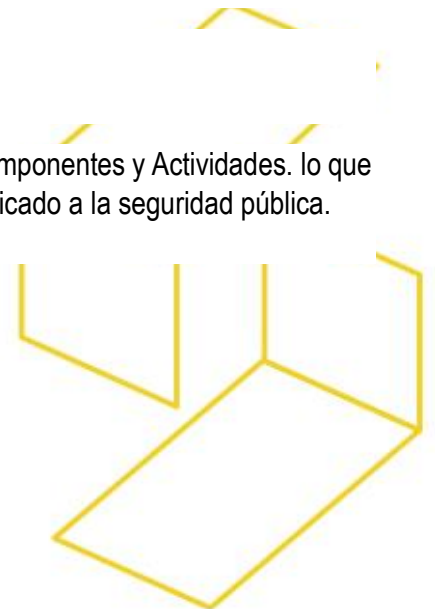 mponentes y Actividades. lo que
icado a la seguridad pública.